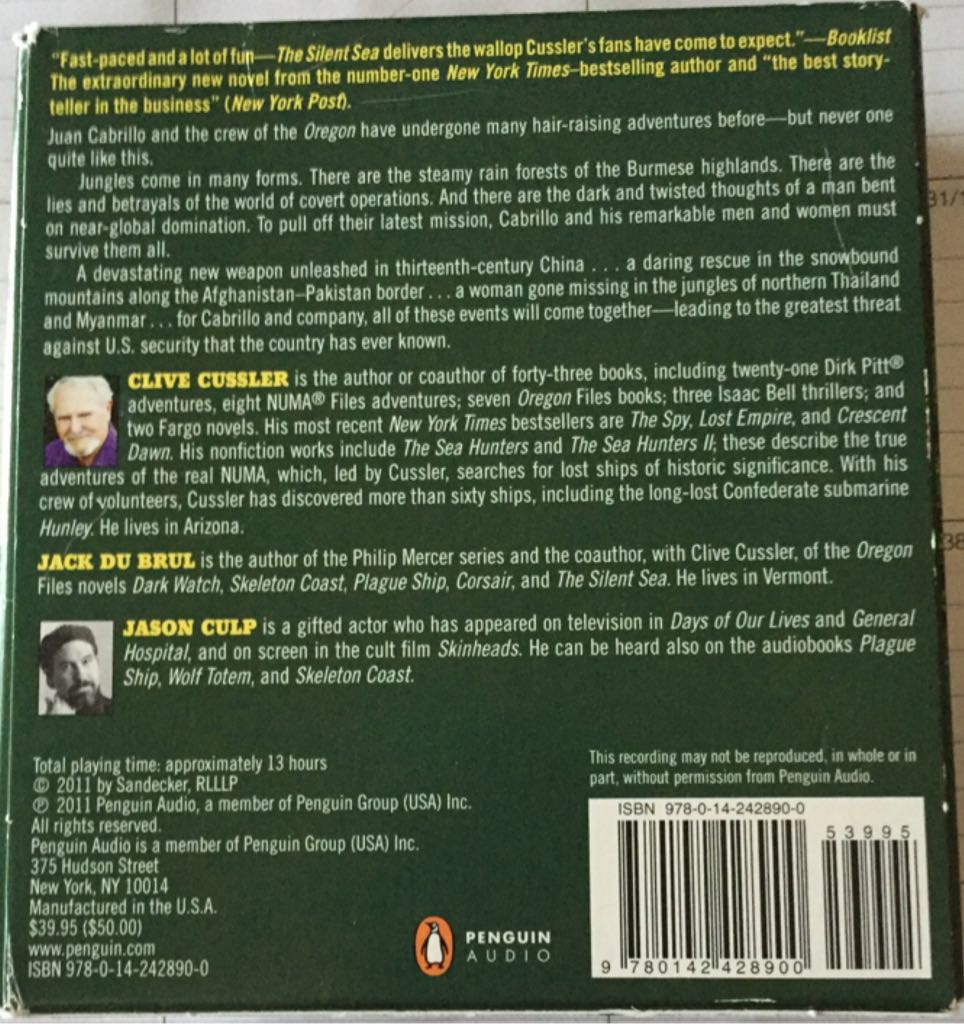 "Fast-paced and a lot of fun—The Silent Sea delivers the wallop Cussler's fans have come to expect."—Booklist
The extraordinary new novel from the number-one New York Times–bestselling author and "the best story-
teller in the business" (New York Post).
Juan Cabrillo and the crew of the Oregon have undergone many hair-raising adventures before—but never one
quite like this.
Jungles come in many forms. There are the steamy rain forests of the Burmese highlands. There are the
lies and betrayals of the world of covert operations. And there are the dark and twisted thoughts of a man bent
on near-global domination. To pull off their latest mission, Cabrillo and his remarkable men and women must
survive them all.
A devastating new weapon unleashed in thirteenth-century China . . . a daring rescue in the snowbound
mountains along the Afghanistan–Pakistan border . . . a woman gone missing in the jungles of northern Thailand
and Myanmar . . . for Cabrillo and company, all of these events will come together—leading to the greatest threat
against U.S. security that the country has ever known.
CLIVE CUSSLER is the author or coauthor of forty-three books, including twenty-one Dirk Pitt®
adventures, eight NUMA® Files adventures; seven Oregon Files books; three Isaac Bell thrillers; and
two Fargo novels. His most recent New York Times bestsellers are The Spy, Lost Empire, and Crescent
Dawn. His nonfiction works include The Sea Hunters and The Sea Hunters II; these describe the true
adventures of the real NUMA, which, led by Cussler, searches for lost ships of historic significance. With his
crew of volunteers, Cussler has discovered more than sixty ships, including the long-lost Confederate submarine
Hunley. He lives in Arizona.
JACK DU BRUL is the author of the Philip Mercer series and the coauthor, with Clive Cussler, of the Oregon
Files novels Dark Watch, Skeleton Coast, Plague Ship, Corsair, and The Silent Sea. He lives in Vermont.
JASON CULP is a gifted actor who has appeared on television in Days of Our Lives and General
Hospital, and on screen in the cult film Skinheads. He can be heard also on the audiobooks Plague
Ship, Wolf Totem, and Skeleton Coast.
Total playing time: approximately 13 hours
© 2011 by Sandecker, RLLLP
℗ 2011 Penguin Audio, a member of Penguin Group (USA) Inc.
All rights reserved.
Penguin Audio is a member of Penguin Group (USA) Inc.
375 Hudson Street
New York, NY 10014
Manufactured in the U.S.A.
$39.95 ($50.00)
www.penguin.com
ISBN 978-0-14-242890-0
PENGUIN
AUDIO
This recording may not be reproduced, in whole or in
part, without permission from Penguin Audio.
ISBN 978-0-14-242890-0
53995
9 780142 428900